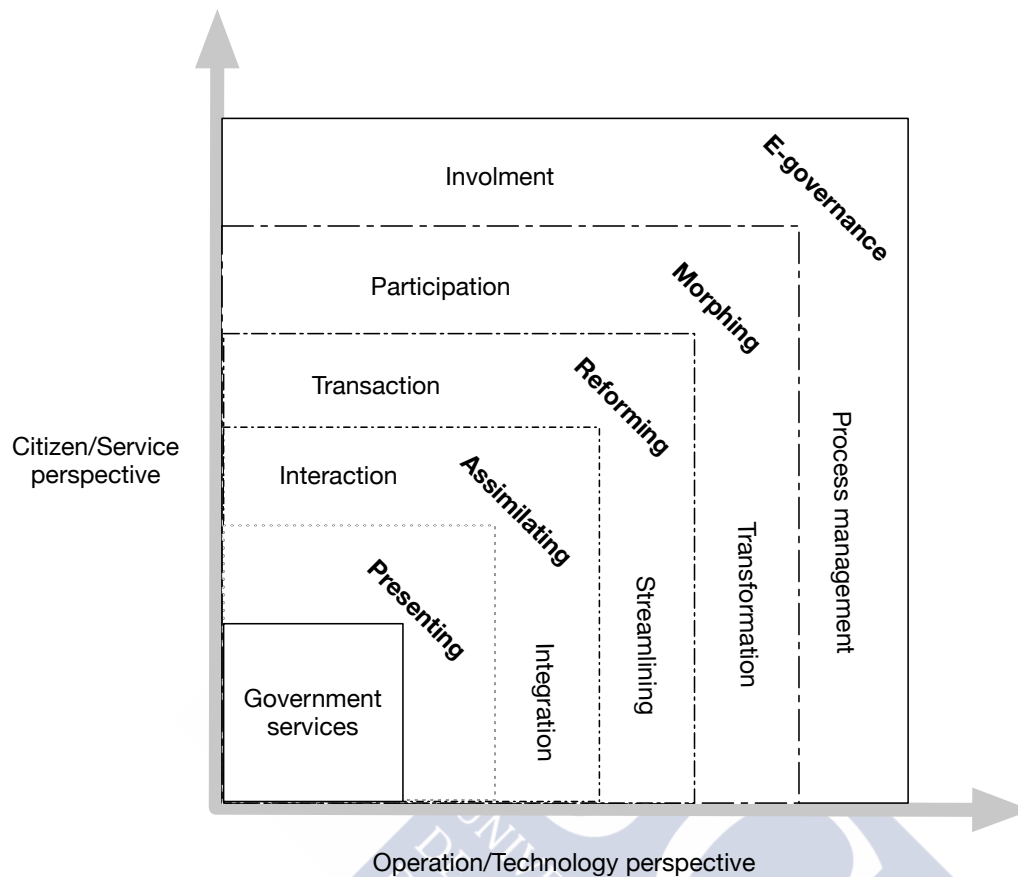 E-governance
Involment
Morphing
Participation
Reforming
Transaction
Process management
Citizen/Service
perspective
Assimilating
Interaction
Transformation
Presenting
Streamlining
Integration
Government
services
Operation/Technology perspective